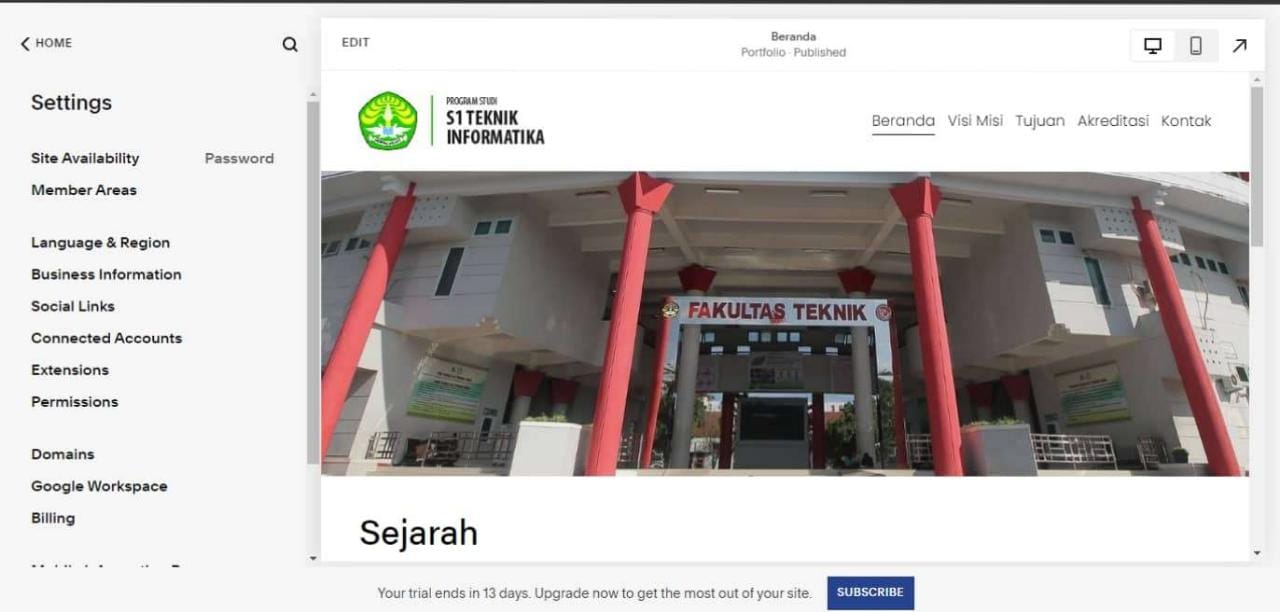 HOME
Settings
Site Availability Password
Member Areas
Language & Region
Business Information
Social Links
Connected Accounts
Extensions
Permissions
Domains
Google Workspace
Billing
EDIT
Beranda
Portfolio · Published
PROGRAM STUDI
S1 TEKNIK
INFORMATIKA
Beranda Visi Misi Tujuan Akreditasi Kontak
FAKULTAS TEKNIK
Sejarah
Your trial ends in 13 days. Upgrade now to get the most out of your site. SUBSCRIBE